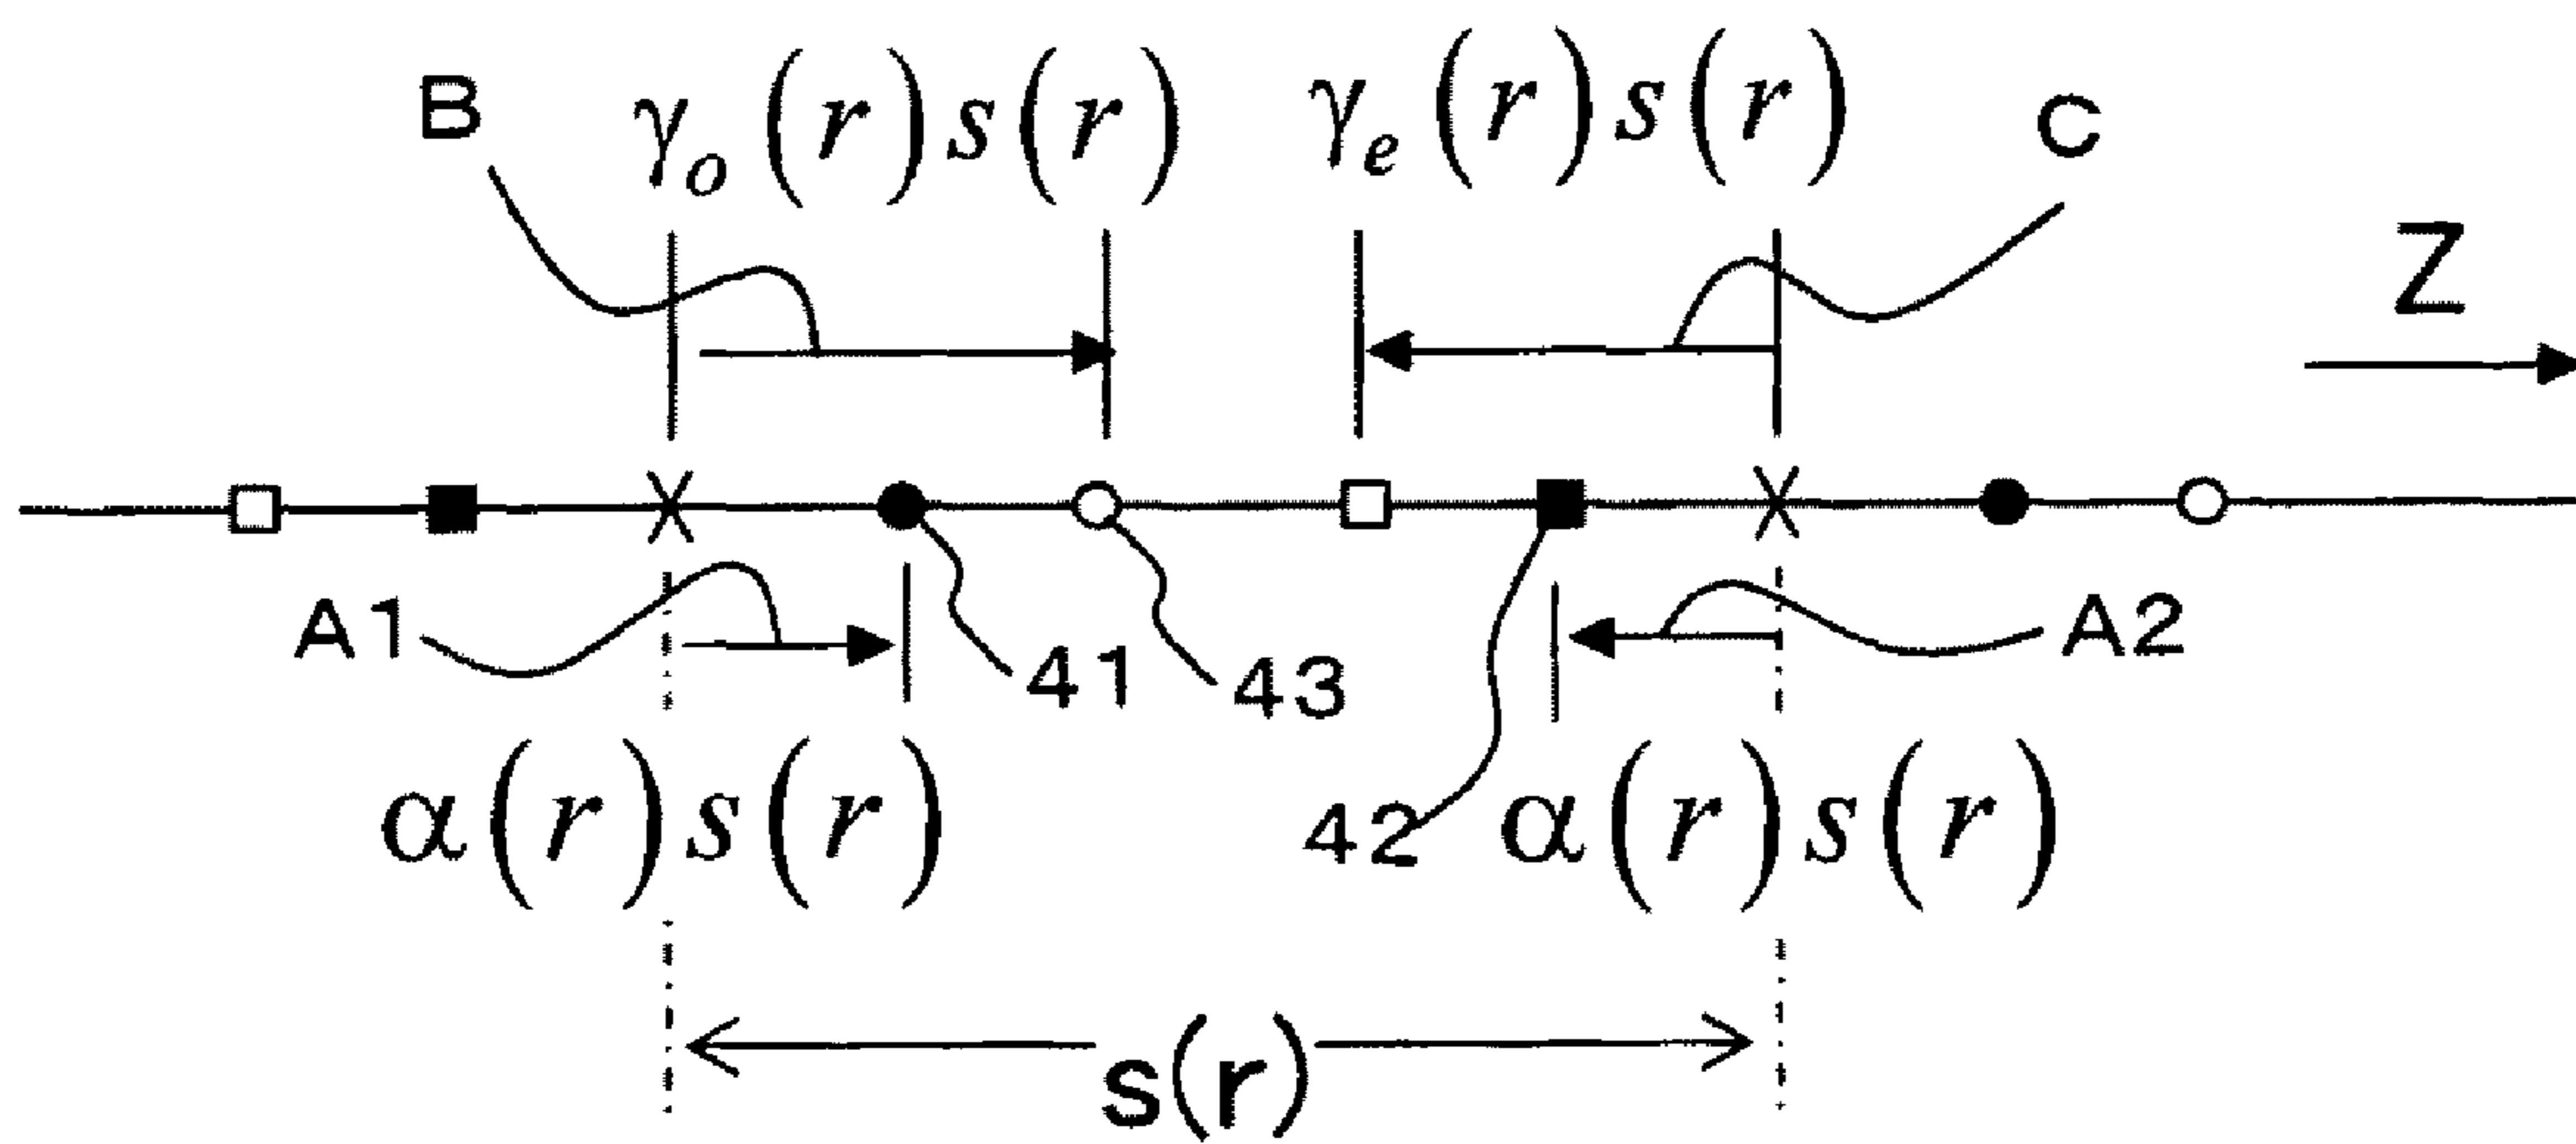 B γₒ(r)s(r) γₑ(r)s(r) C
Z
A1 41 43 A2
α(r)s(r) 42 α(r)s(r)
s(r)